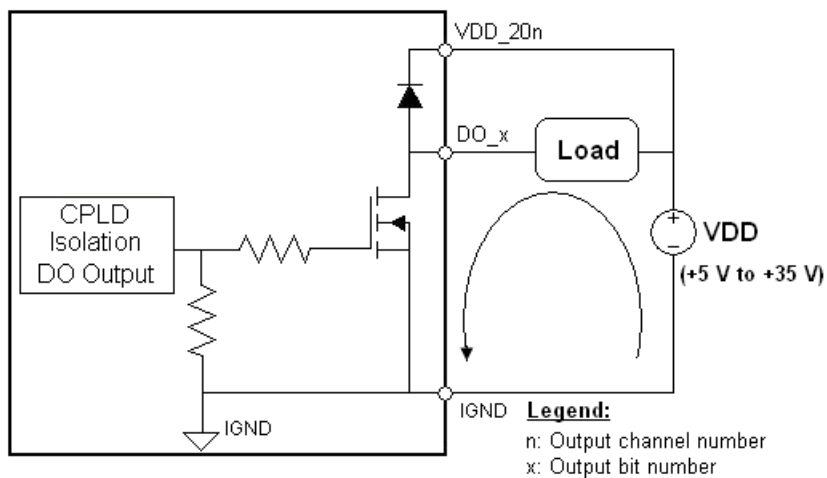 VDD_20n
DO_x
Load
CPLD
Isolation
DO Output
+
−
VDD
(+5 V to +35 V)
IGND
IGND
Legend:
n: Output channel number
x: Output bit number